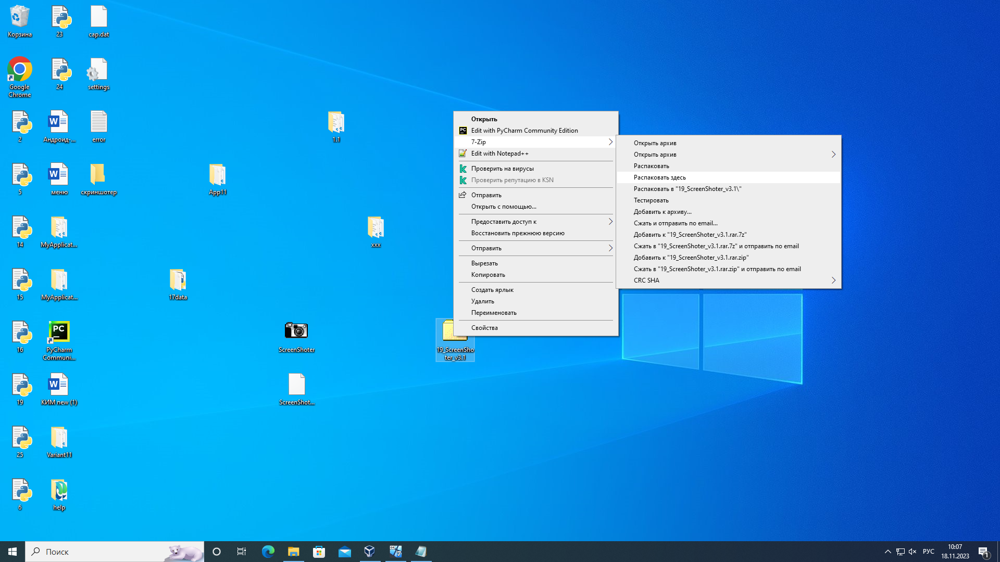 Корзина
23
cap.dat
Google
Chrome
24
settings
2
Андроид-...
error
1.1
5
меню
скриншотер
App11
14
MyApplicat...
xxx
15
MyApplicat...
17data
16
PyCharm
Communi...
ScreenShoter
19_ScreenSho
ter_v3.1
19
КИМ new (1)
ScreenShot...
25
Variant11
6
help
Открыть
PC
Edit with PyCharm Community Edition
7-Zip
Edit with Notepad++
Проверить на вирусы
Проверить репутацию в KSN
Отправить
Открыть с помощью...
Предоставить доступ к
Восстановить прежнюю версию
Отправить
Вырезать
Копировать
Создать ярлык
Удалить
Переименовать
Свойства
Открыть архив
Открыть архив
Распаковать
Распаковать здесь
Распаковать в "19_ScreenShoter_v3.1\"
Тестировать
Добавить к архиву...
Сжать и отправить по email...
Добавить к "19_ScreenShoter_v3.1.rar.7z"
Сжать в "19_ScreenShoter_v3.1.rar.7z" и отправить по email
Добавить к "19_ScreenShoter_v3.1.rar.zip"
Сжать в "19_ScreenShoter_v3.1.rar.zip" и отправить по email
CRC SHA
W
W
PC
W
Поиск
РУС
10:07
18.11.2023
1